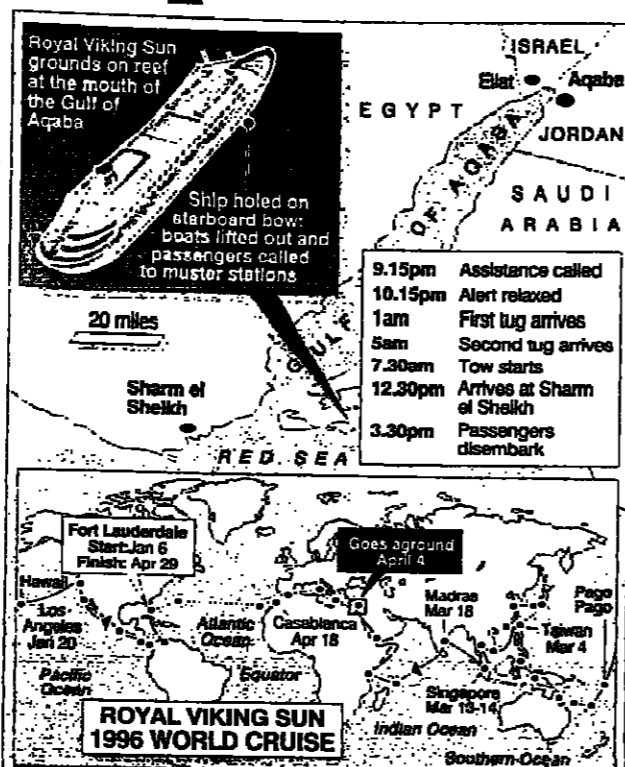 Royal Viking Sun
grounds on reef
at the mouth of
the Gulf of
Aqaba
Ship holed on
starboard bow:
boats lifted out and
passengers called
to muster stations
ISRAEL
Eilat
Aqaba
EGYPT
JORDAN
GULF OF AQABA
SAUDI
ARABIA
9.15pm Assistance called
10.15pm Alert relaxed
1am First tug arrives
5am Second tug arrives
7.30am Tow starts
12.30pm Arrives at Sharm
el Sheikh
3.30pm Passengers
disembark
20 miles
Sharm el
Sheikh
RED SEA
Fort Lauderdale
Start:Jan 6
Finish: Apr 29
Goes aground
April 4
Hawaii
Los
Angeles
Jan 20
Atlantic
Ocean
Casablanca
Apr 18
Madras
Mar 18
Pago
Pago
Taiwan
Mar 4
Pacific
Ocean
Equator
Singapore
Mar 13-14
Indian Ocean
Southern Ocean
ROYAL VIKING SUN
1996 WORLD CRUISE